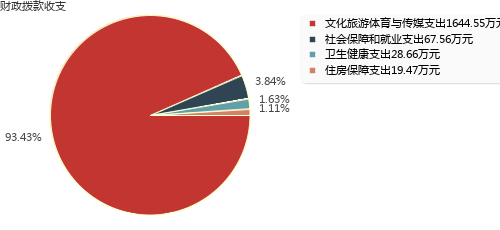 财政拨款收支
文化旅游体育与传媒支出1644.55万元
社会保障和就业支出67.56万元
卫生健康支出28.66万元
住房保障支出19.47万元
3.84%
1.63%
1.11%
93.43%